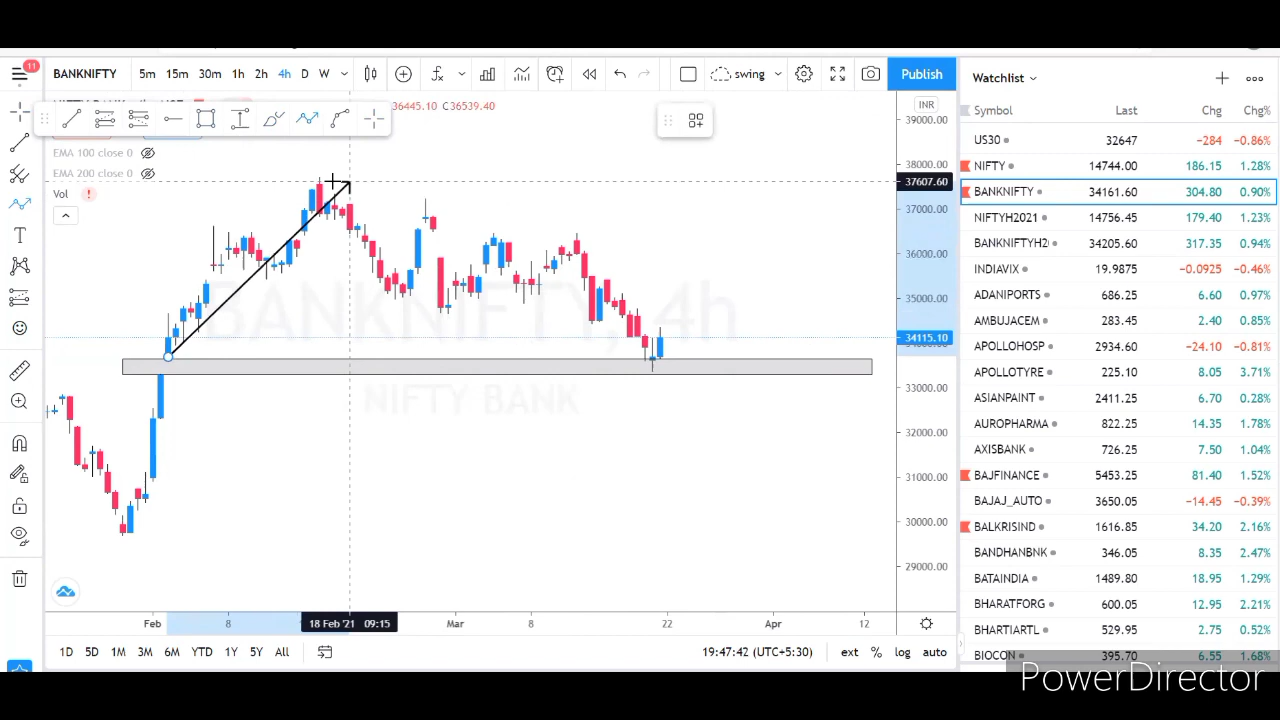 11
BANKNIFTY 5m 15m 30m 1h 2h 4h D W swing Publish
Watchlist
Symbol Last Chg Chg%
US30 32647 −284 −0.86%
NIFTY 14744.00 186.15 1.28%
BANKNIFTY 34161.60 304.80 0.90%
NIFTYH2021 14756.45 179.40 1.23%
BANKNIFTYH2 34205.60 317.35 0.94%
INDIAVIX 19.9875 −0.0925 −0.46%
ADANIPORTS 686.25 6.60 0.97%
AMBUJACEM 283.45 2.40 0.85%
APOLLOHOSP 2934.60 −24.10 −0.81%
APOLLOTYRE 225.10 8.05 3.71%
ASIANPAINT 2411.25 6.70 0.28%
AUROPHARMA 822.25 14.35 1.78%
AXISBANK 726.25 7.50 1.04%
BAJFINANCE 5453.25 81.40 1.52%
BAJAJ_AUTO 3650.05 −14.45 −0.39%
BALKRISIND 1616.85 34.20 2.16%
BANDHANBNK 346.05 8.35 2.47%
BATAINDIA 1489.80 18.95 1.29%
BHARATFORG 600.05 12.95 2.21%
BHARTIARTL 529.95 2.75 0.52%
BIOCON 395.70 6.55 1.68%
36445.10 C36539.40
EMA 100 close 0
EMA 200 close 0
Vol !
INR
39000.00
38000.00
37607.60
37000.00
36000.00
35000.00
34115.10
33000.00
32000.00
31000.00
30000.00
29000.00
BANKNIFTY, 4h
NIFTY BANK
Feb 8 18 Feb '21 09:15 Mar 8 22 Apr 12
1D 5D 1M 3M 6M YTD 1Y 5Y All 19:47:42 (UTC+5:30) ext % log auto
PowerDirector